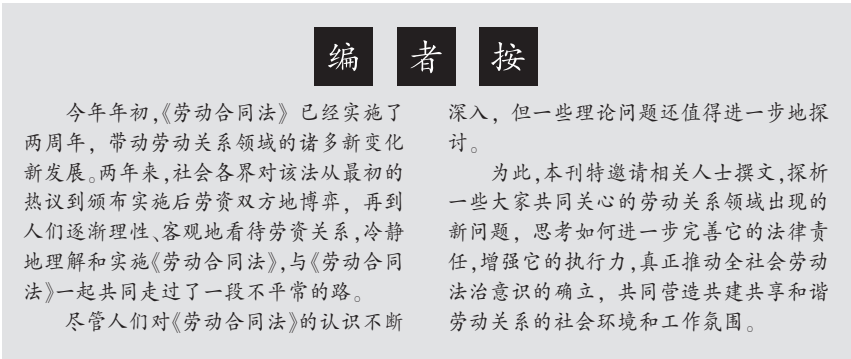 编者按
今年年初,《劳动合同法》已经实施了
两周年，带动劳动关系领域的诸多新变化
新发展。两年来,社会各界对该法从最初的
热议到颁布实施后劳资双方地博弈，再到
人们逐渐理性、客观地看待劳资关系,冷静
地理解和实施《劳动合同法》,与《劳动合同
法》一起共同走过了一段不平常的路。
尽管人们对《劳动合同法》的认识不断
深入，但一些理论问题还值得进一步地探
讨。
为此,本刊特邀请相关人士撰文,探析
一些大家共同关心的劳动关系领域出现的
新问题，思考如何进一步完善它的法律责
任,增强它的执行力,真正推动全社会劳动
法治意识的确立，共同营造共建共享和谐
劳动关系的社会环境和工作氛围。